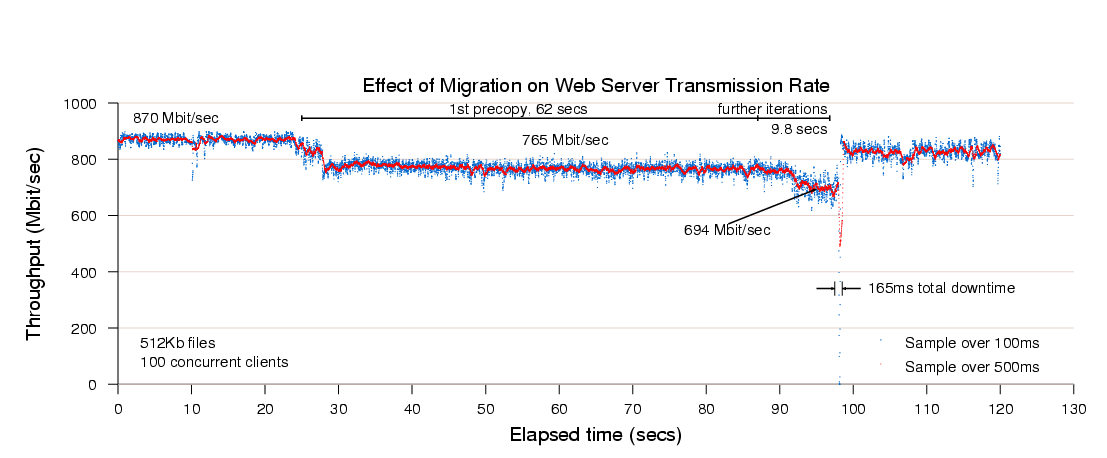 Effect of Migration on Web Server Transmission Rate
1000
800
600
400
200
0
Throughput (Mbit/sec)
870 Mbit/sec
1st precopy, 62 secs
further iterations
9.8 secs
765 Mbit/sec
694 Mbit/sec
165ms total downtime
512Kb files
100 concurrent clients
Sample over 100ms
Sample over 500ms
0 10 20 30 40 50 60 70 80 90 100 110 120 130
Elapsed time (secs)